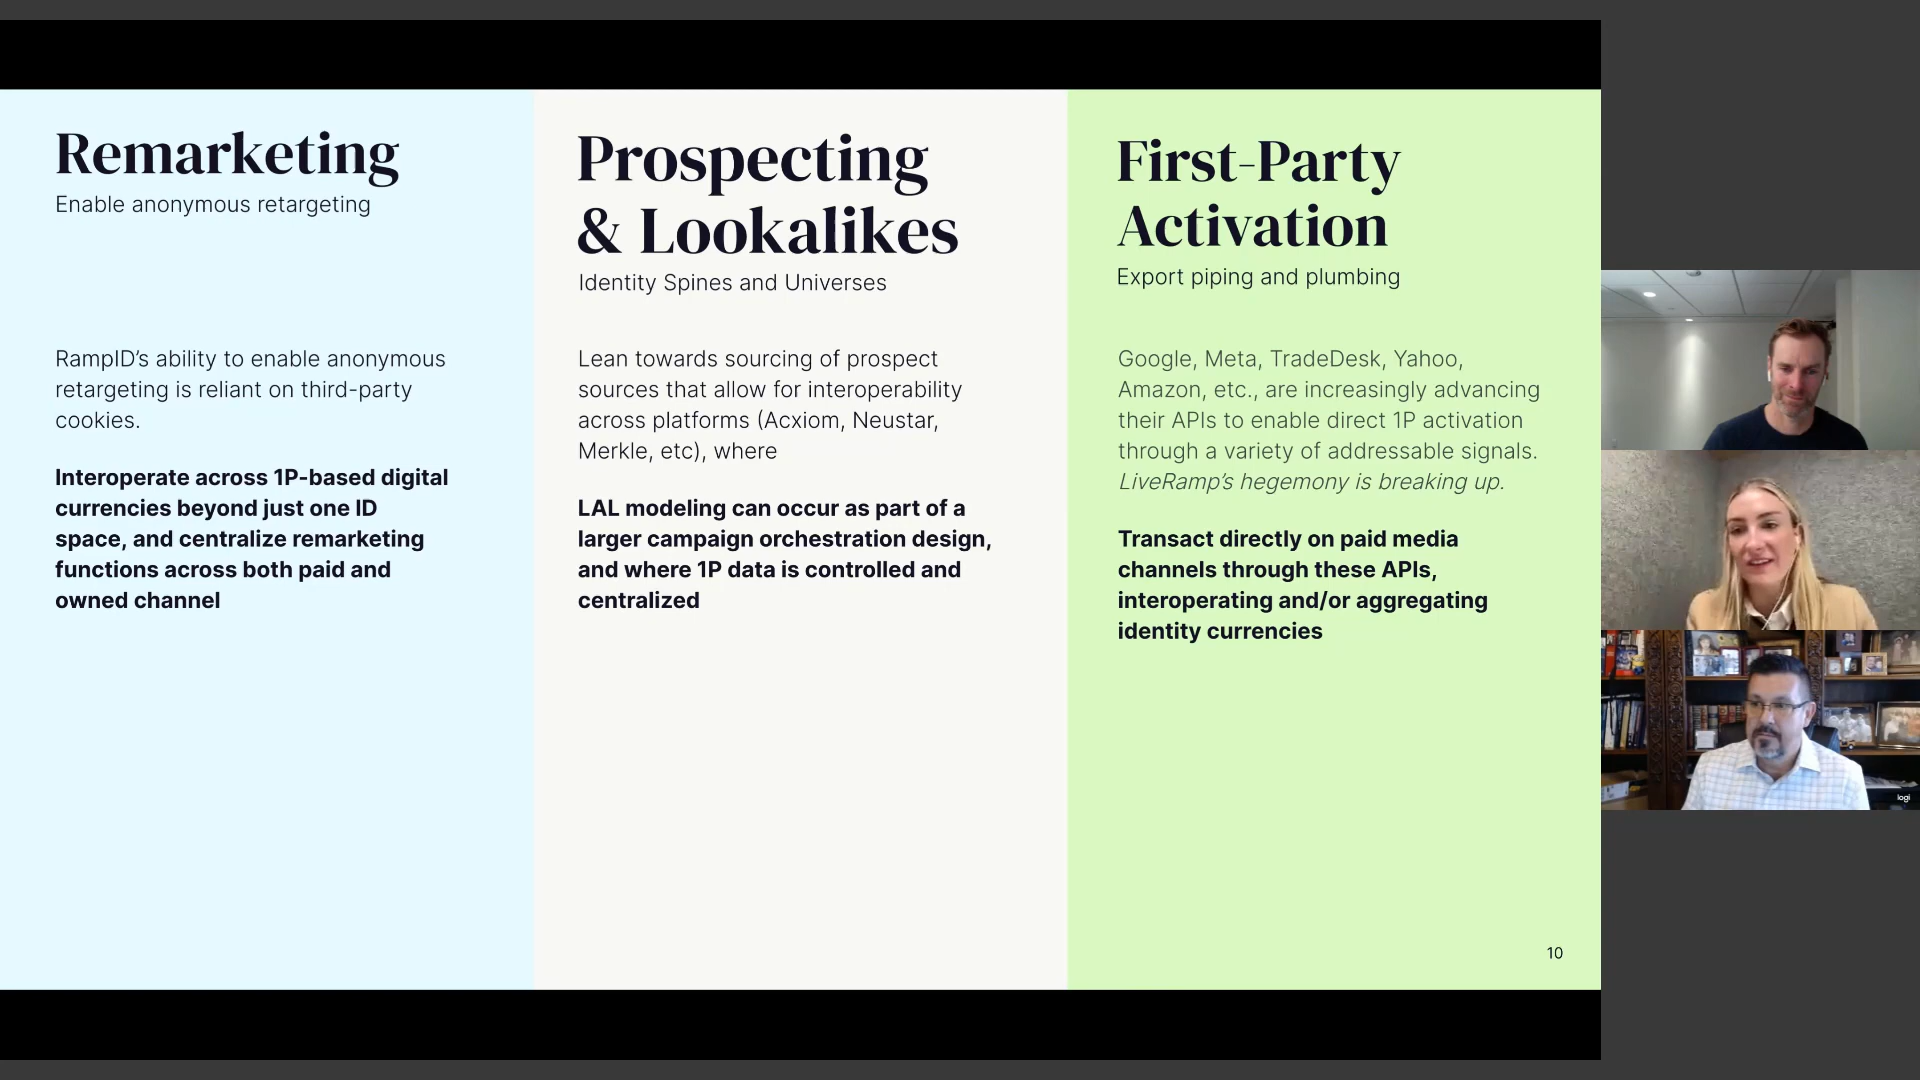 Remarketing
Enable anonymous retargeting
RampID’s ability to enable anonymous
retargeting is reliant on third-party
cookies.
Interoperate across 1P-based digital
currencies beyond just one ID
space, and centralize remarketing
functions across both paid and
owned channel
Prospecting
& Lookalikes
Identity Spines and Universes
Lean towards sourcing of prospect
sources that allow for interoperability
across platforms (Acxiom, Neustar,
Merkle, etc), where
LAL modeling can occur as part of a
larger campaign orchestration design,
and where 1P data is controlled and
centralized
First-Party
Activation
Export piping and plumbing
Google, Meta, TradeDesk, Yahoo,
Amazon, etc., are increasingly advancing
their APIs to enable direct 1P activation
through a variety of addressable signals.
LiveRamp’s hegemony is breaking up.
Transact directly on paid media
channels through these APIs,
interoperating and/or aggregating
identity currencies
10
logi